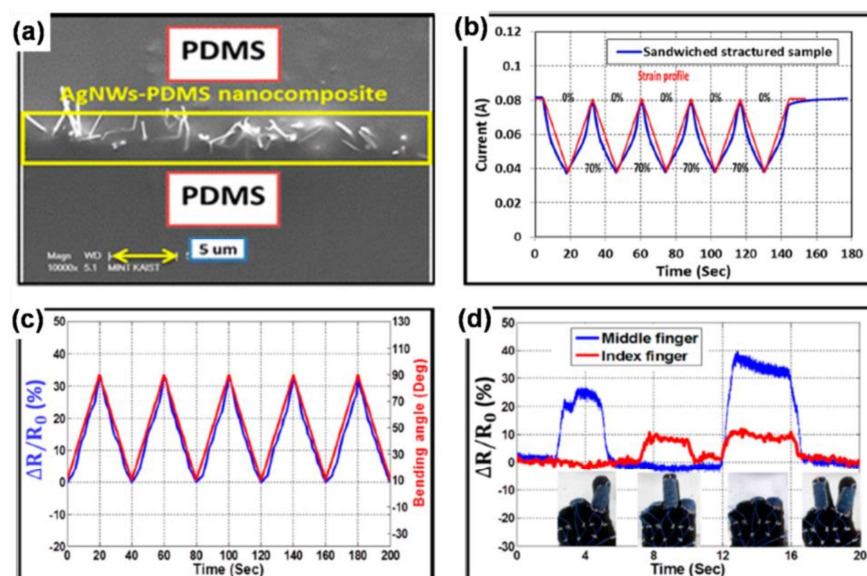 (a)
PDMS
AgNWs-PDMS nanocomposite
PDMS
5 um
Magn WD
10000x 5.1 MINT KAIST
(b)
Sandwiched stractured sample
Strain profile
0% 0% 0% 0% 0%
70% 70% 70% 70%
0.12
0.1
0.08
0.06
0.04
0.02
0
Current (A)
0 20 40 60 80 100 120 140 160 180
Time (Sec)
(c)
50
40
30
20
10
0
-10
-20
ΔR/R0 (%)
130
110
90
70
50
30
10
-10
-30
Bending angle (Deg)
0 20 40 60 80 100 120 140 160 180 200
Time (Sec)
(d)
Middle finger
Index finger
50
40
30
20
10
0
-10
-20
-30
ΔR/R0 (%)
0 4 8 12 16 20
Time (Sec)